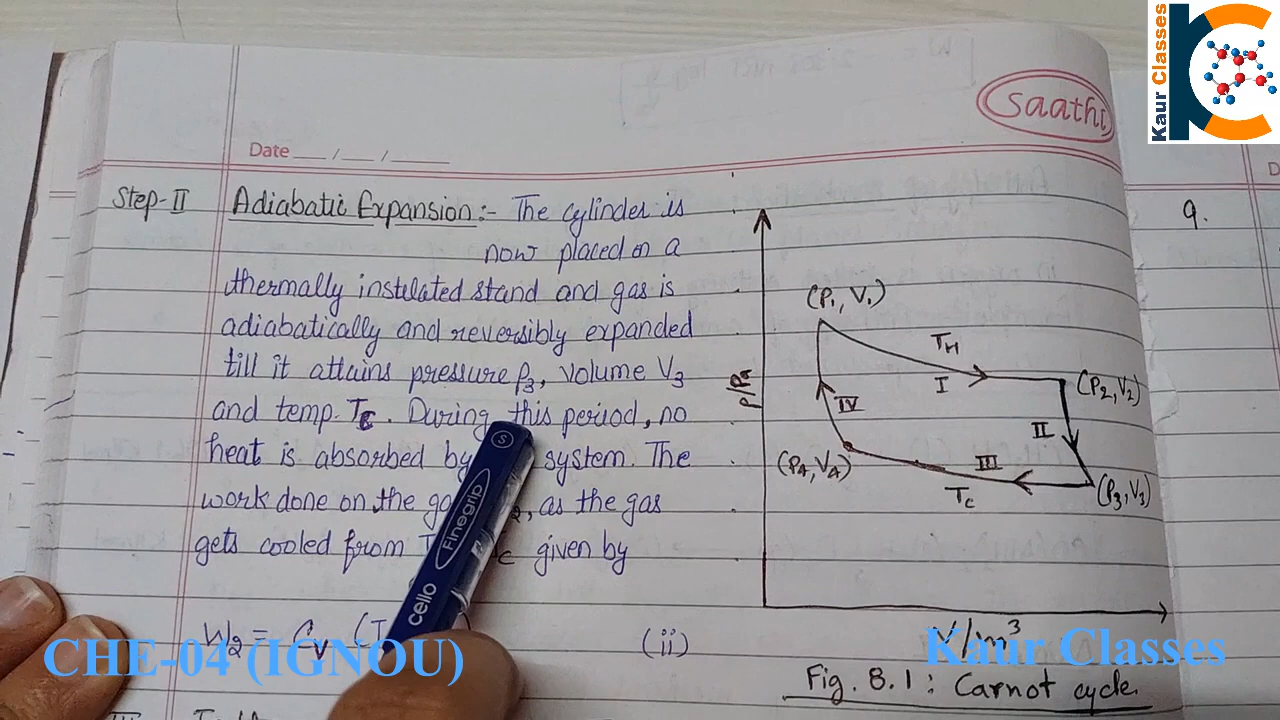 Kaur Classes
Saathi
Date
Step-II Adiabatic Expansion:- The cylinder is
now placed on a
thermally insulated stand and gas is
adiabatically and reversibly expanded
till it attains pressure P3, volume V3
and temp. Tc. During this period, no
heat is absorbed by system. The
work done on the as the gas
gets cooled from given by
W2 = Cv (T (ii)
9.
P/Pa
(P1, V1)
TH
I
(P2, V2)
II
IV
(P4, V4)
III
Tc
(P3, V3)
V/m3
Fig. 8.1: Carnot cycle
CHE-04 (IGNOU)
Kaur Classes